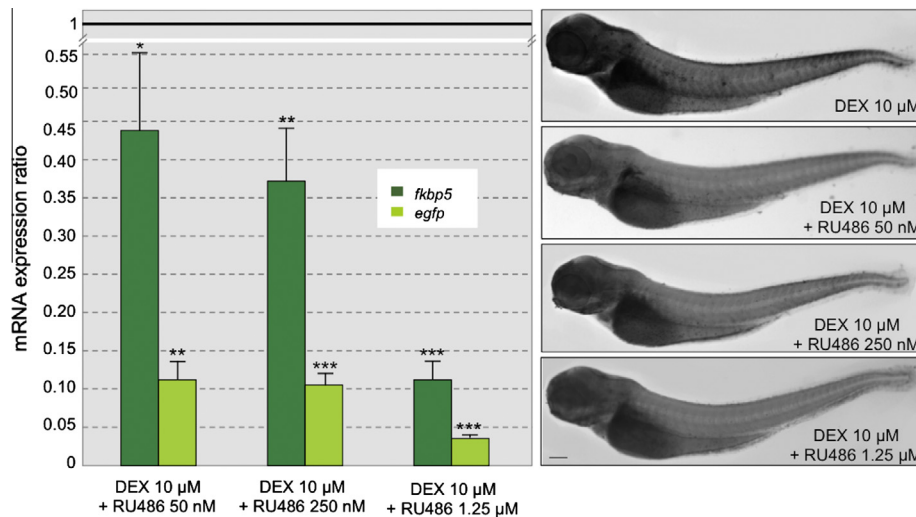 mRNA expression ratio
1
0.55
0.50
0.45
0.40
0.35
0.30
0.25
0.20
0.15
0.10
0.05
0
*
**
**
***
***
***
fkbp5
egfp
DEX 10 µM
+ RU486 50 nM
DEX 10 µM
+ RU486 250 nM
DEX 10 µM
+ RU486 1.25 µM
DEX 10 µM
DEX 10 µM
+ RU486 50 nM
DEX 10 µM
+ RU486 250 nM
DEX 10 µM
+ RU486 1.25 µM